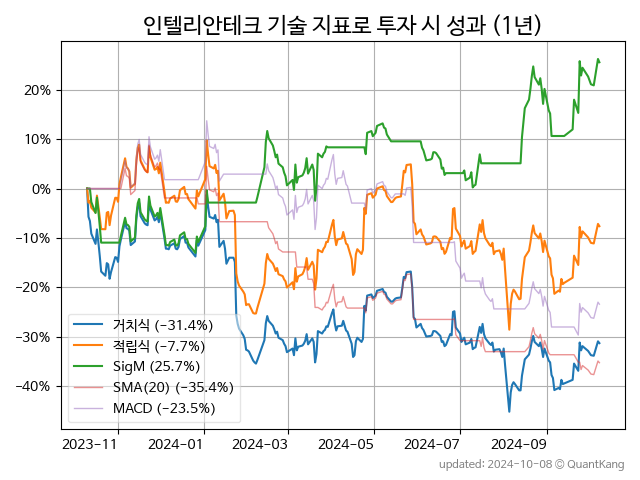 인텔리안테크 기술 지표로 투자 시 성과 (1년)
20%
10%
0%
−10%
−20%
−30%
−40%
거치식 (−31.4%)
적립식 (−7.7%)
SigM (25.7%)
SMA(20) (−35.4%)
MACD (−23.5%)
2023-11
2024-01
2024-03
2024-05
2024-07
2024-09
updated: 2024-10-08 © QuantKang